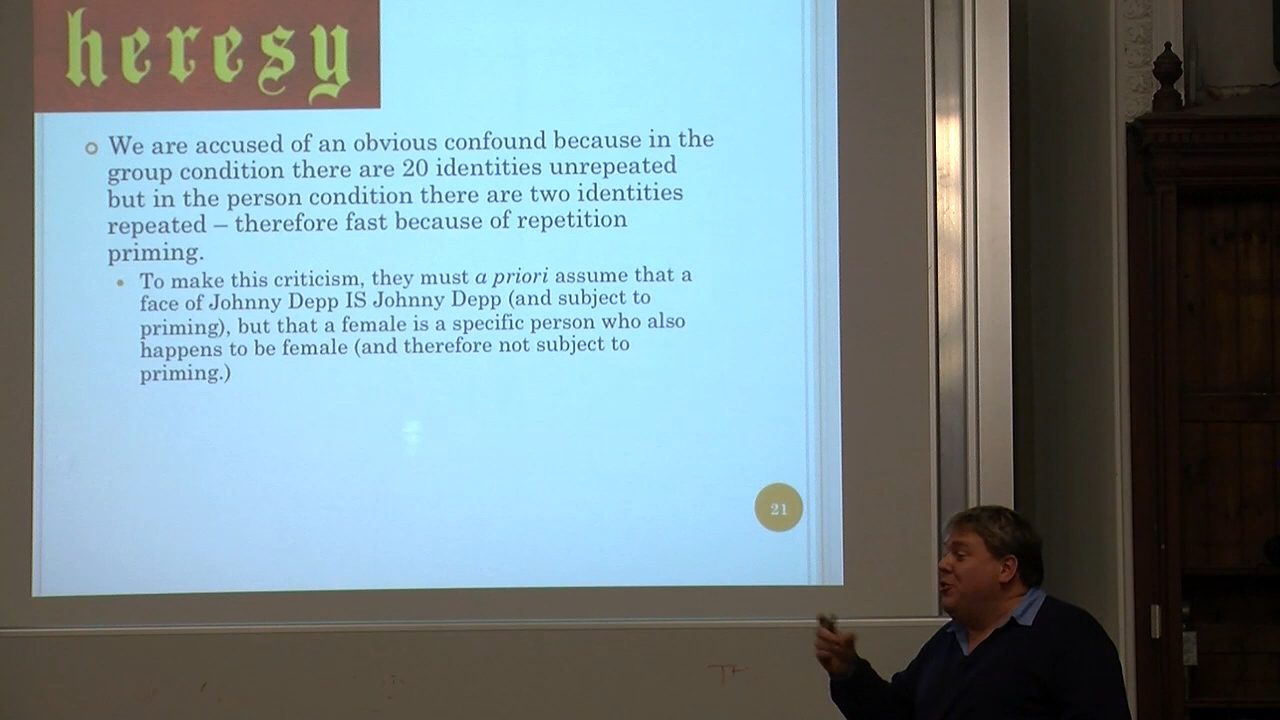 heresy
We are accused of an obvious confound because in the
group condition there are 20 identities unrepeated
but in the person condition there are two identities
repeated – therefore fast because of repetition
priming.
To make this criticism, they must a priori assume that a
face of Johnny Depp IS Johnny Depp (and subject to
priming), but that a female is a specific person who also
happens to be female (and therefore not subject to
priming.)
21